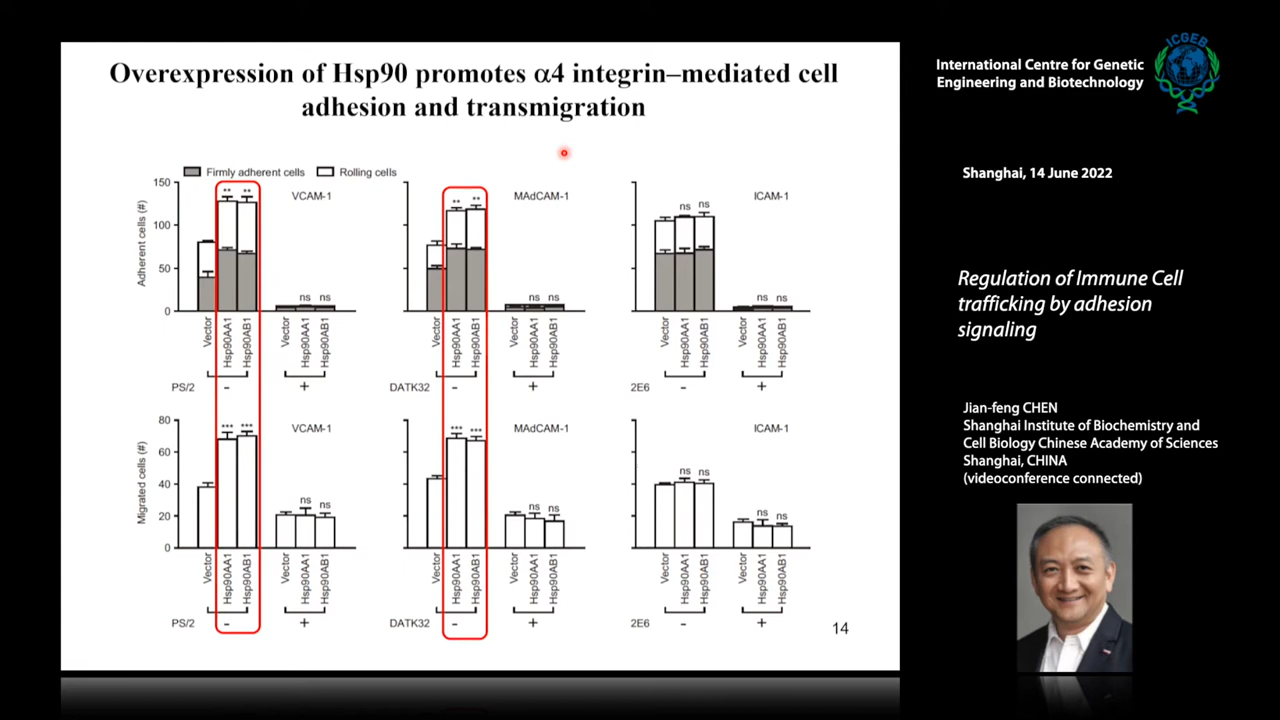 Overexpression of Hsp90 promotes α4 integrin–mediated cell
adhesion and transmigration
Firmly adherent cells Rolling cells
Adherent cells (#)
150
100
50
0
VCAM-1
** **
ns ns
Vector Hsp90AA1 Hsp90AB1 Vector Hsp90AA1 Hsp90AB1
PS/2 - +
MAdCAM-1
** **
ns ns
Vector Hsp90AA1 Hsp90AB1 Vector Hsp90AA1 Hsp90AB1
DATK32 - +
ICAM-1
ns ns
ns ns
Vector Hsp90AA1 Hsp90AB1 Vector Hsp90AA1 Hsp90AB1
2E6 - +
Migrated cells (#)
80
60
40
20
0
VCAM-1
*** ***
ns ns
Vector Hsp90AA1 Hsp90AB1 Vector Hsp90AA1 Hsp90AB1
PS/2 - +
MAdCAM-1
*** ***
ns ns
Vector Hsp90AA1 Hsp90AB1 Vector Hsp90AA1 Hsp90AB1
DATK32 - +
ICAM-1
ns ns
ns ns
Vector Hsp90AA1 Hsp90AB1 Vector Hsp90AA1 Hsp90AB1
2E6 - +
14
International Centre for Genetic
Engineering and Biotechnology
ICGEB
Shanghai, 14 June 2022
Regulation of Immune Cell
trafficking by adhesion
signaling
Jian-feng CHEN
Shanghai Institute of Biochemistry and
Cell Biology Chinese Academy of Sciences
Shanghai, CHINA
(videoconference connected)